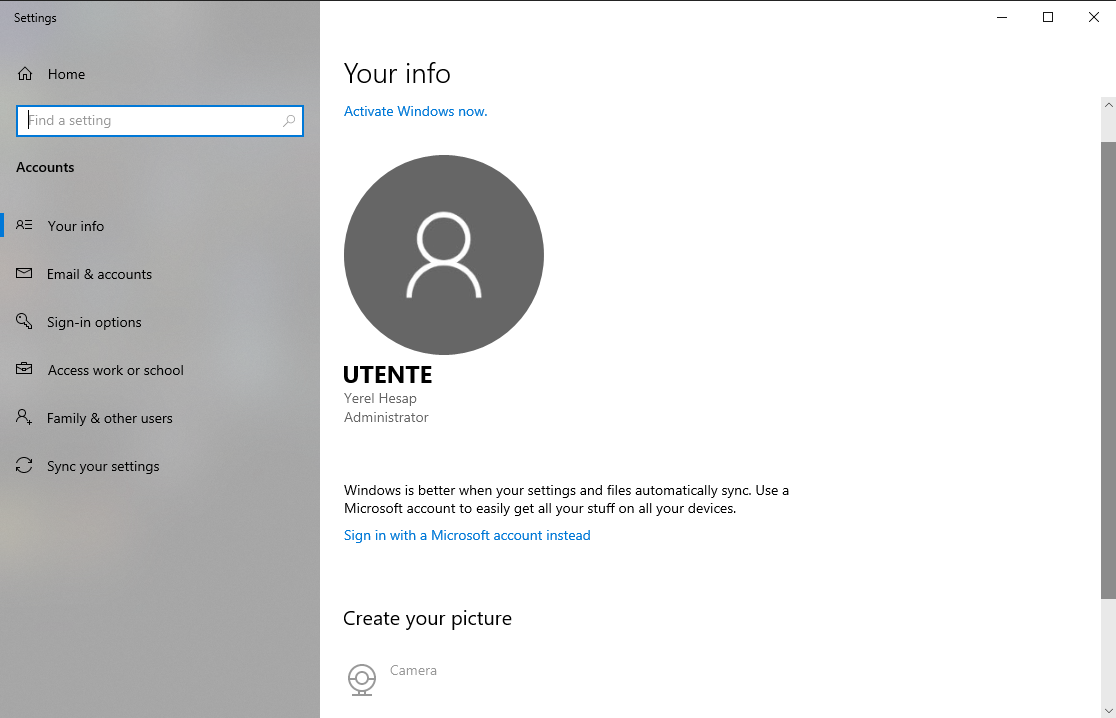 Settings
Home
Find a setting
Accounts
Your info
Email & accounts
Sign-in options
Access work or school
Family & other users
Sync your settings
Your info
Activate Windows now.
UTENTE
Yerel Hesap
Administrator
Windows is better when your settings and files automatically sync. Use a
Microsoft account to easily get all your stuff on all your devices.
Sign in with a Microsoft account instead
Create your picture
Camera